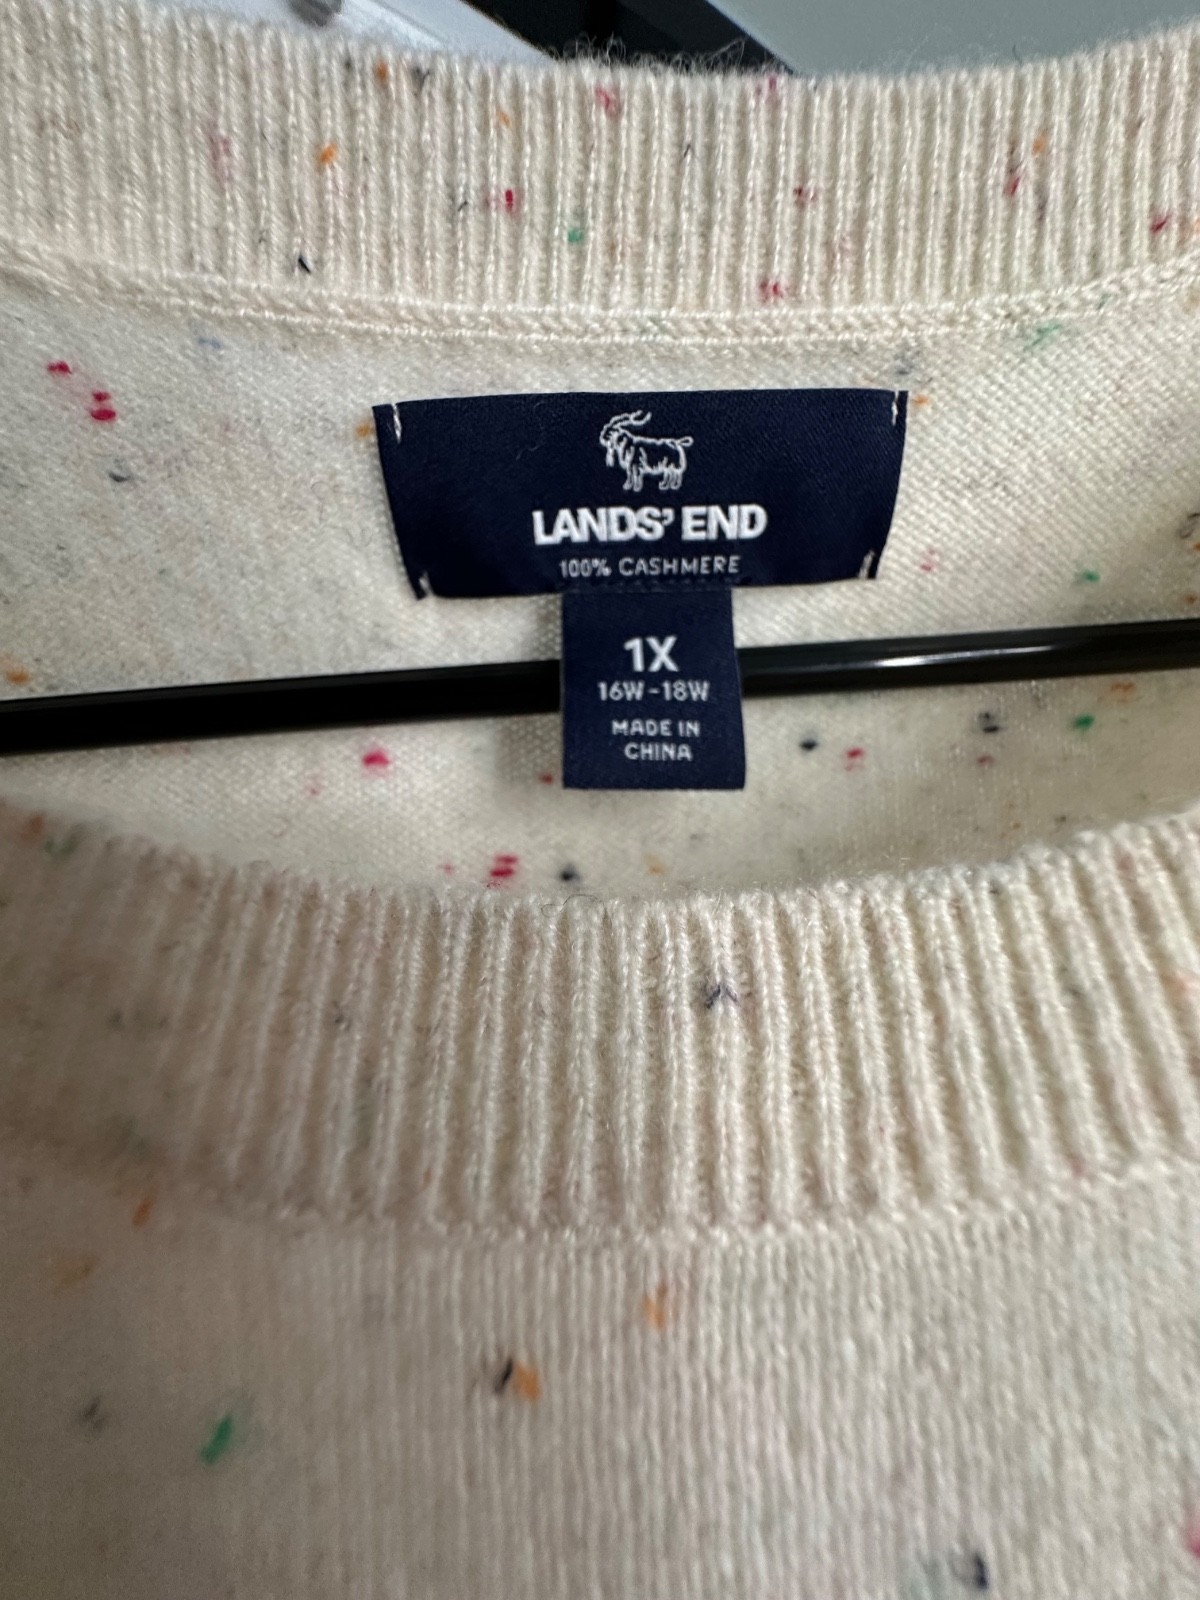 LANDS' END
100% CASHMERE
1X
16W-18W
MADE IN
CHINA